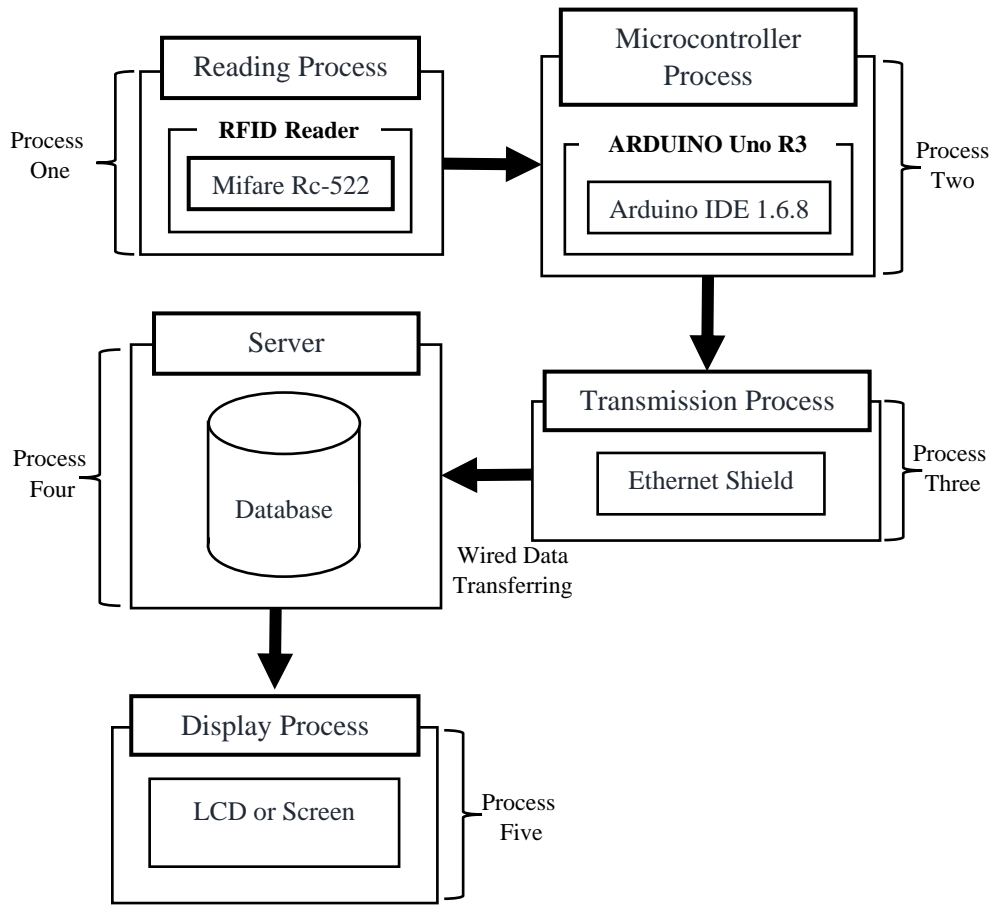 Reading Process
RFID Reader
Mifare Rc-522
Process
One
Microcontroller
Process
ARDUINO Uno R3
Arduino IDE 1.6.8
Process
Two
Transmission Process
Ethernet Shield
Process
Three
Wired Data
Transferring
Server
Database
Process
Four
Display Process
LCD or Screen
Process
Five